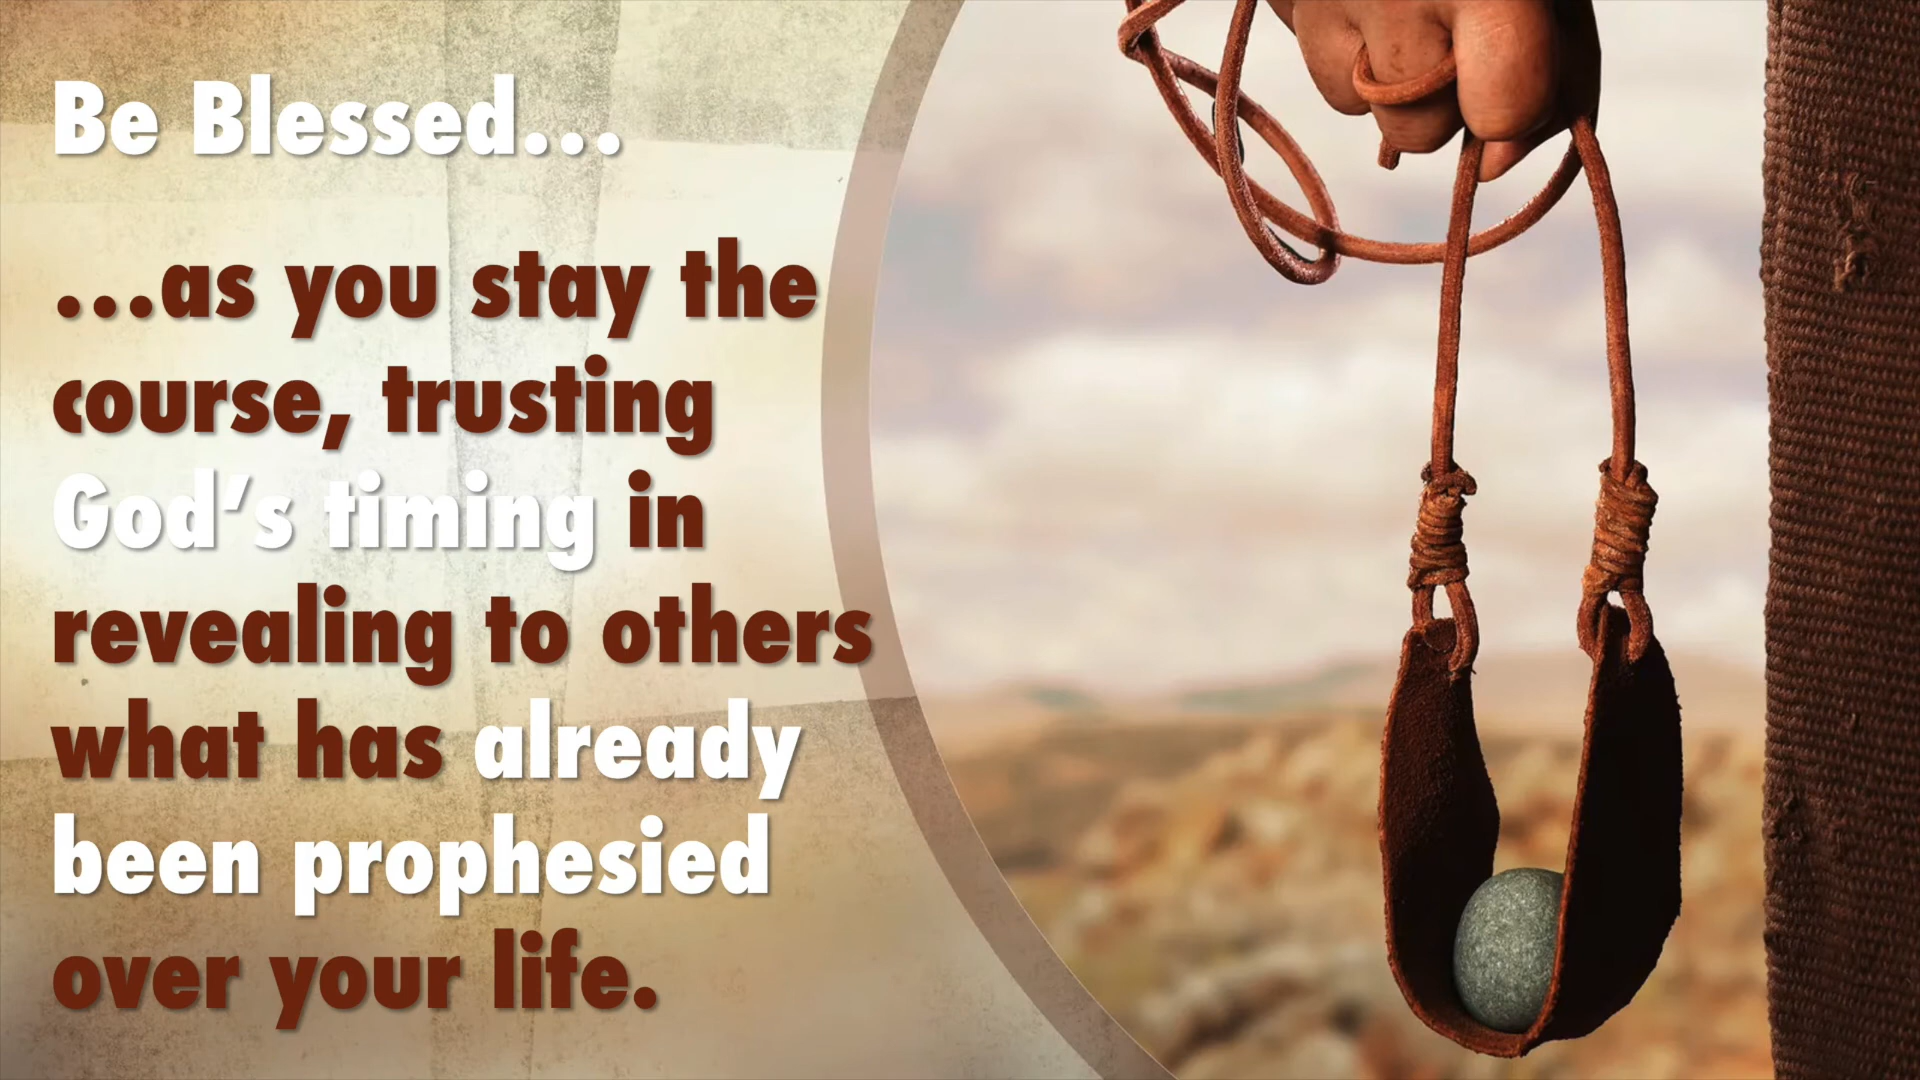 Be Blessed...
...as you stay the
course, trusting
God's timing in
revealing to others
what has already
been prophesied
over your life.